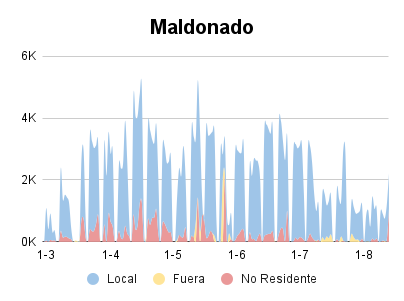 Maldonado
6K
4K
2K
0K
1-3 1-4 1-5 1-6 1-7 1-8
Local Fuera No Residente